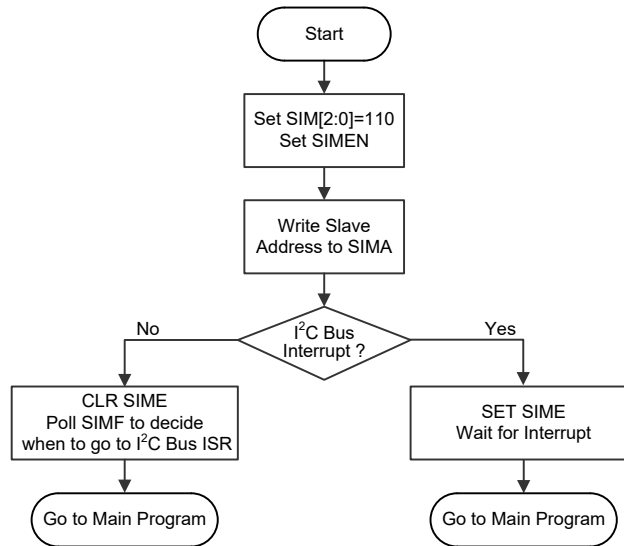 Start
Set SIM[2:0]=110
Set SIMEN
Write Slave
Address to SIMA
I²C Bus
Interrupt ?
No
Yes
CLR SIME
Poll SIMF to decide
when to go to I²C Bus ISR
SET SIME
Wait for Interrupt
Go to Main Program
Go to Main Program